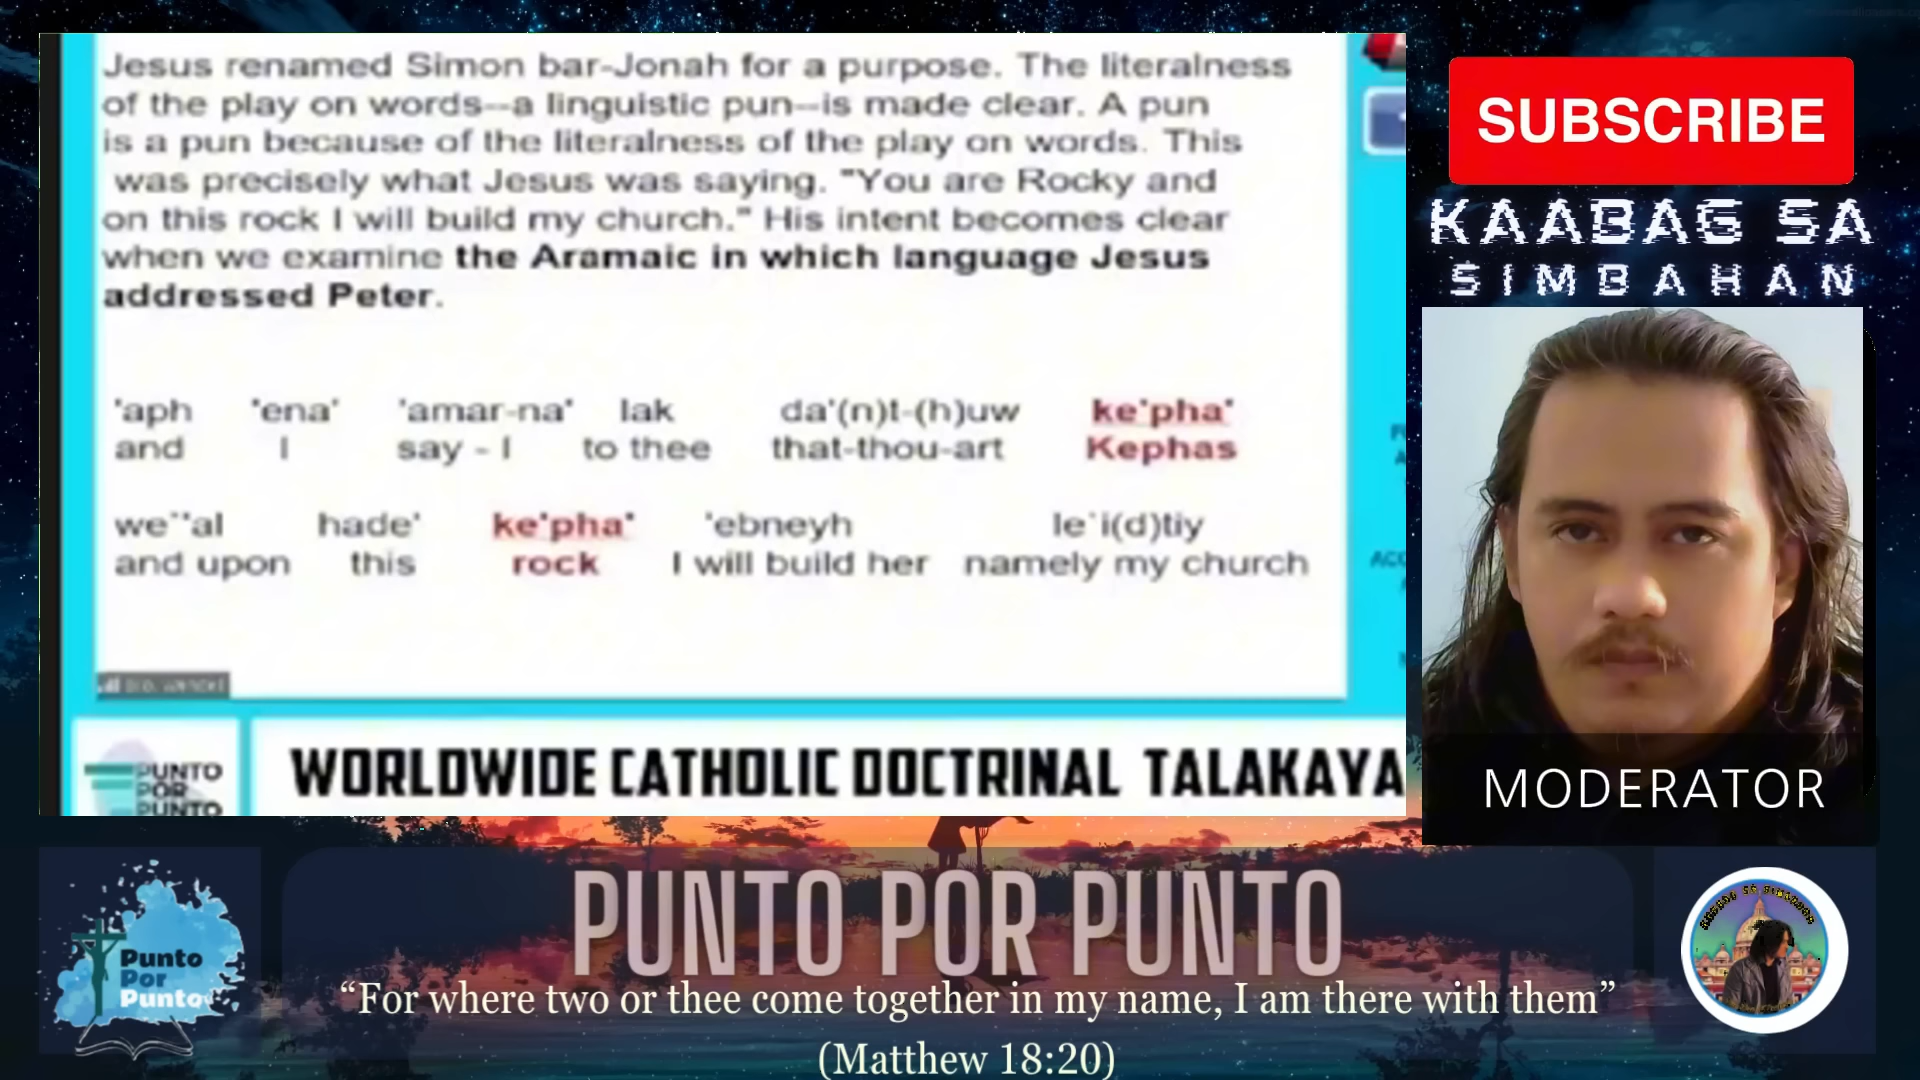 Jesus renamed Simon bar-Jonah for a purpose. The literalness
of the play on words--a linguistic pun--is made clear. A pun
is a pun because of the literalness of the play on words. This
was precisely what Jesus was saying. "You are Rocky and
on this rock I will build my church." His intent becomes clear
when we examine the Aramaic in which language Jesus
addressed Peter.
'aph 'ena' 'amar-na' lak da'(n)t-(h)uw ke'pha'
and I say - I to thee that-thou-art Kephas
we``al hade' ke'pha' 'ebneyh le`i(d)tiy
and upon this rock I will build her namely my church
PUNTO
POR
PUNTO
WORLDWIDE CATHOLIC DOCTRINAL TALAKAYA
SUBSCRIBE
KAABAG SA
SIMBAHAN
MODERATOR
Punto
Por
Punto
PUNTO POR PUNTO
“For where two or thee come together in my name, I am there with them”
(Matthew 18:20)